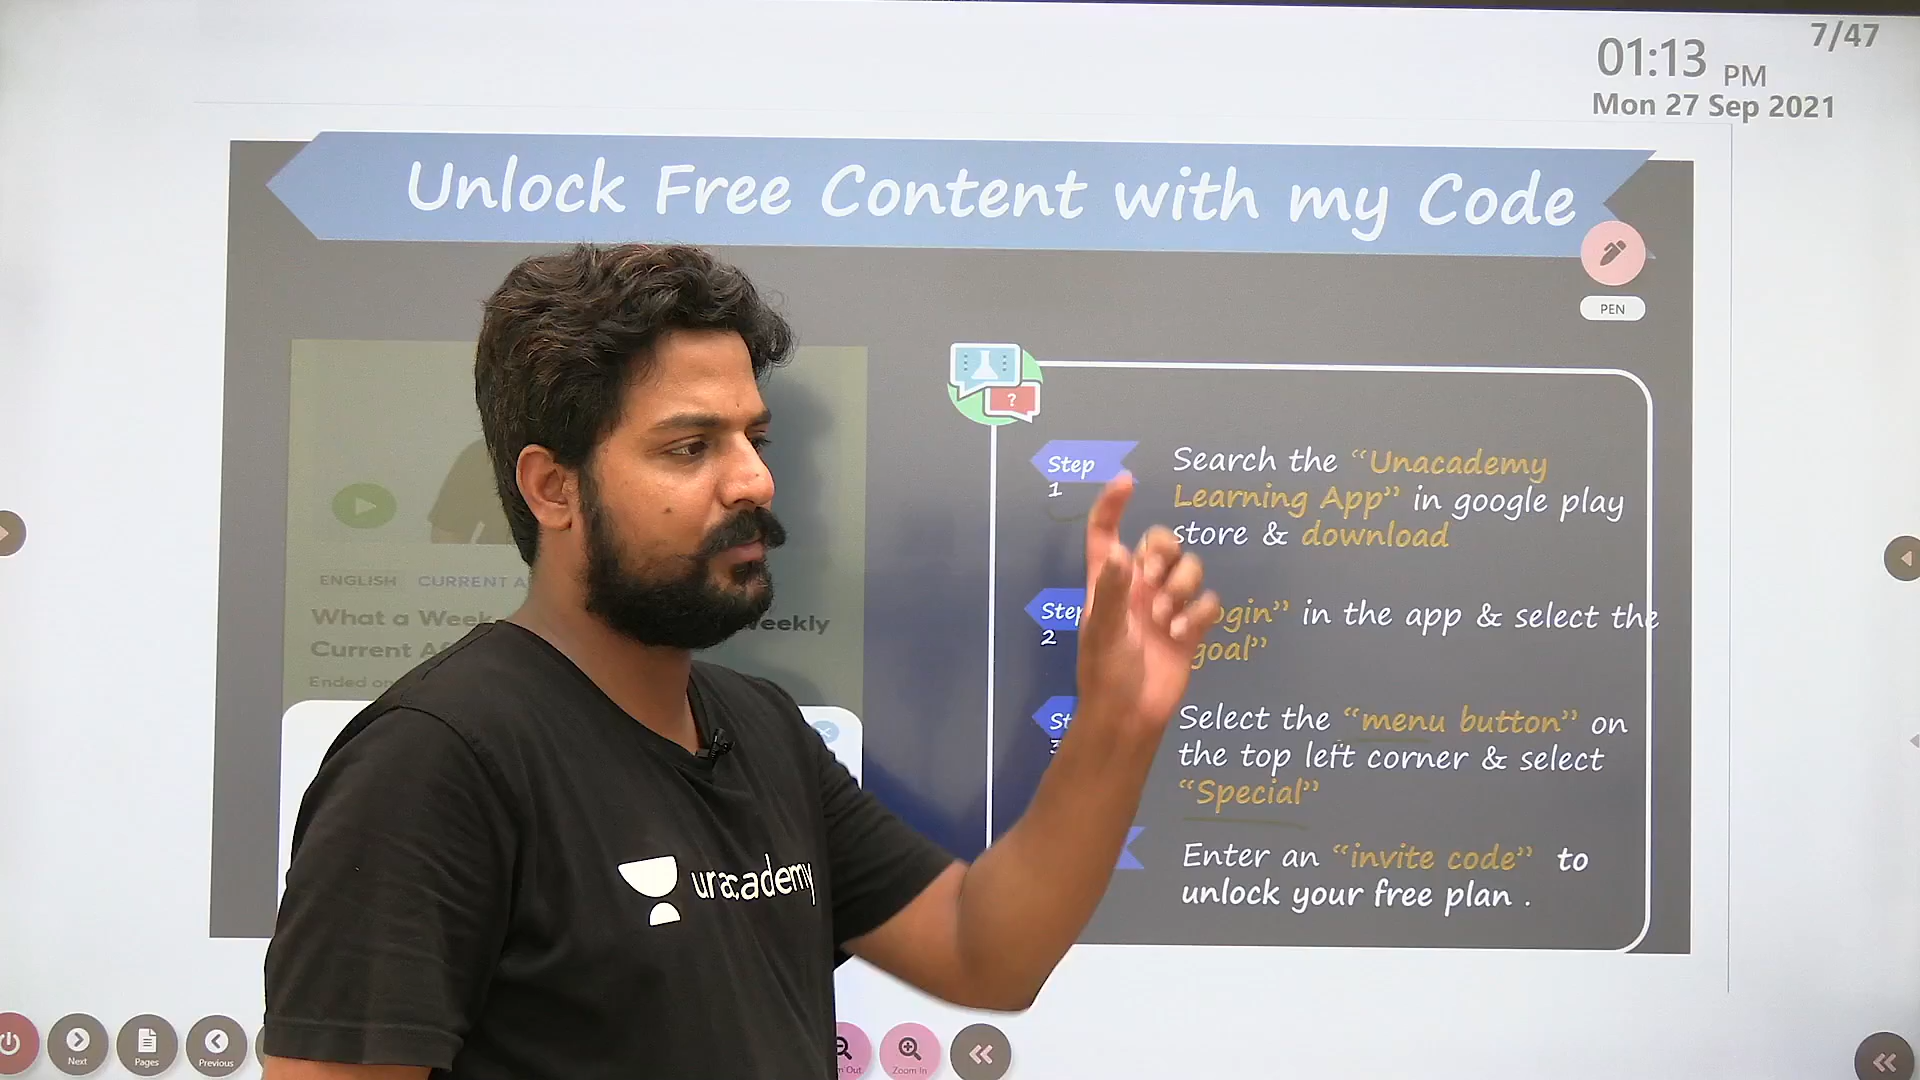 7/47
01:13 PM
Mon 27 Sep 2021
Unlock Free Content with my Code
PEN
?
Step
1
Search the “Unacademy
Learning App” in google play
store & download
ENGLISH CURRENT
What a Week
Current
Ended on
Step
2
in the app & select the
goal”
Select the “menu button” on
the top left corner & select
“Special”
Enter an “invite code” to
unlock your free plan .
unacademy
Next
Pages
Previous
Out
Zoom In